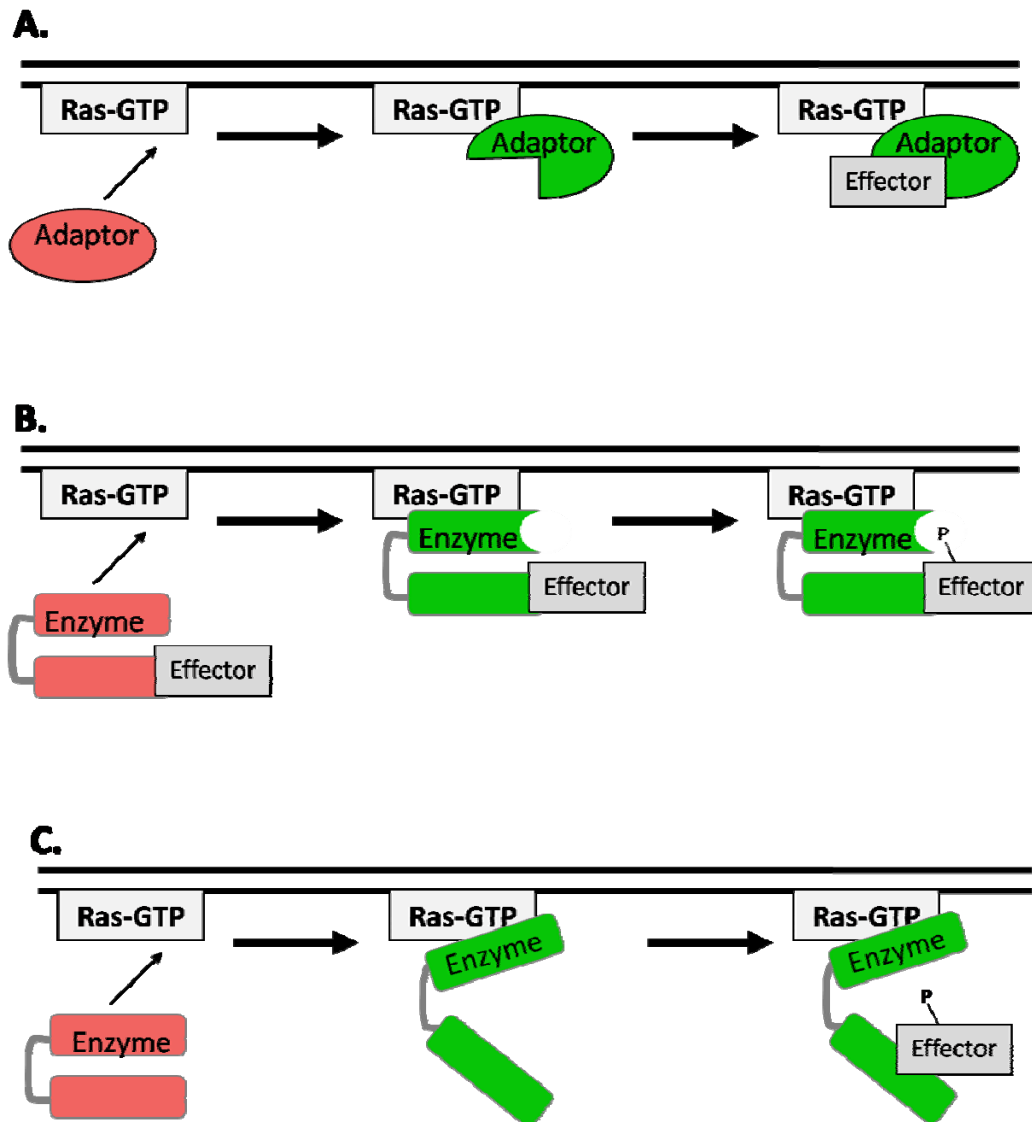 A.
Ras-GTP Ras-GTP Ras-GTP
Adaptor Adaptor
Effector
Adaptor
B.
Ras-GTP Ras-GTP Ras-GTP
Enzyme Enzyme P
Effector Effector
Enzyme
Effector
C.
Ras-GTP Ras-GTP Ras-GTP
Enzyme Enzyme
P
Enzyme Effector